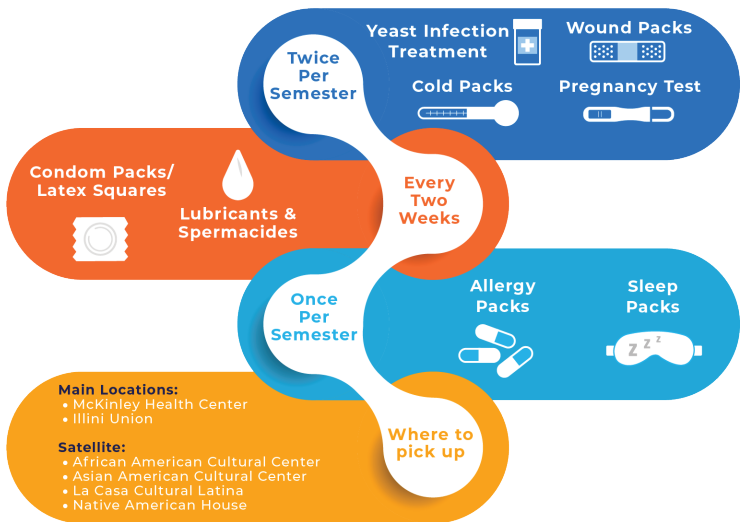 Twice
Per
Semester
Yeast Infection
Treatment
Wound Packs
Cold Packs
Pregnancy Test
Condom Packs/
Latex Squares
Lubricants &
Spermacides
Every
Two
Weeks
Once
Per
Semester
Allergy
Packs
Sleep
Packs
z z z
Main Locations:
• McKinley Health Center
• Illini Union
Satellite:
• African American Cultural Center
• Asian American Cultural Center
• La Casa Cultural Latina
• Native American House
Where to
pick up